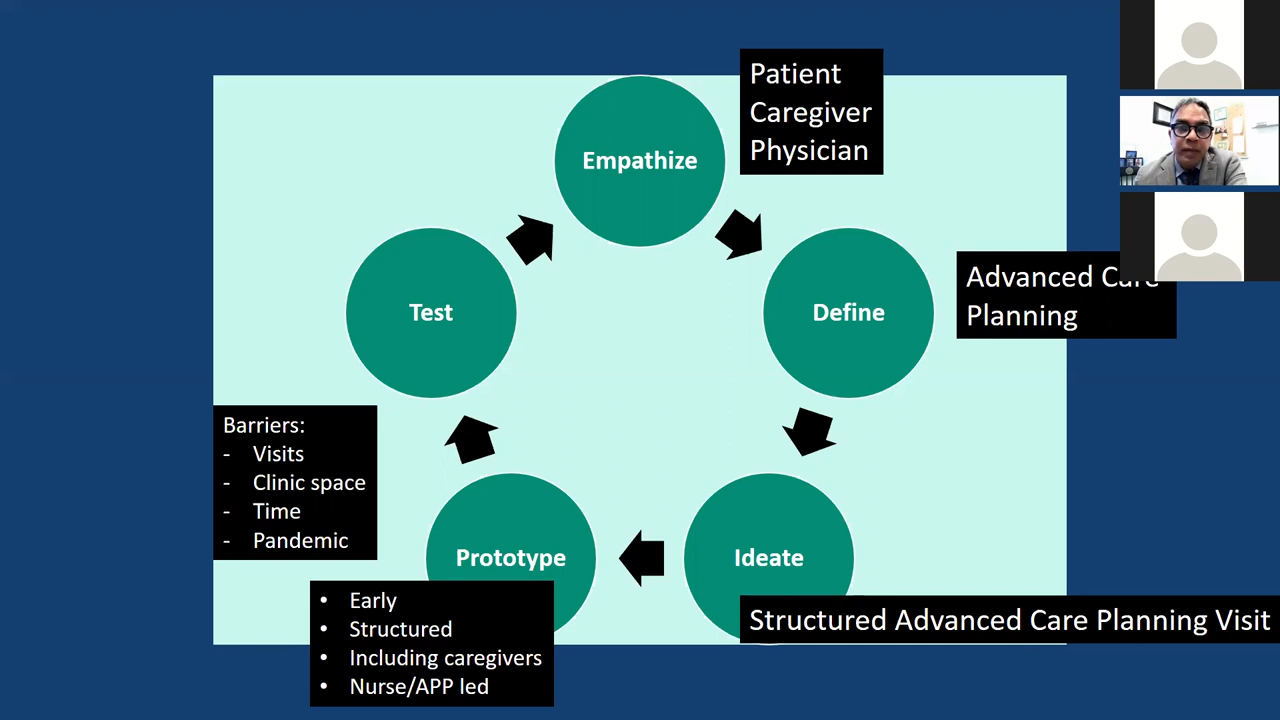 Empathize
Patient
Caregiver
Physician
Define
Advanced Care
Planning
Ideate
Structured Advanced Care Planning Visit
Prototype
• Early
• Structured
• Including caregivers
• Nurse/APP led
Test
Barriers:
- Visits
- Clinic space
- Time
- Pandemic